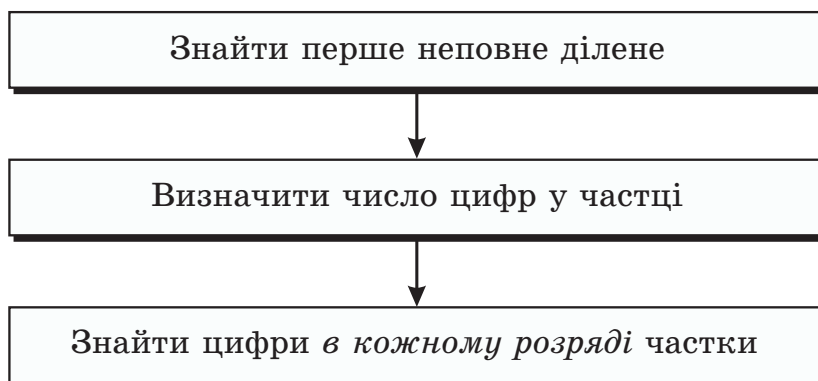 Знайти перше неповне ділене
Визначити число цифр у частці
Знайти цифри в кожному розряді частки